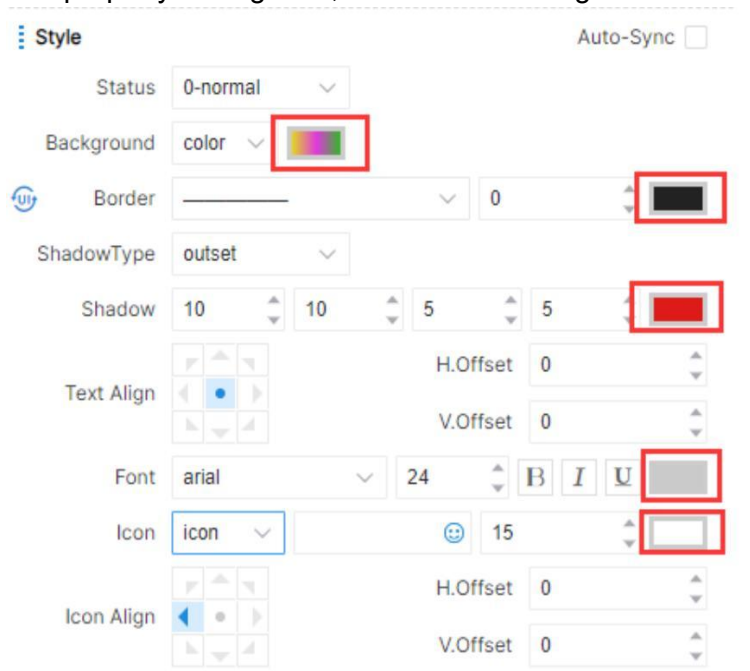 Style Auto-Sync
Status 0-normal
Background color
UI Border 0
ShadowType outset
Shadow 10 10 5 5
H.Offset 0
Text Align
V.Offset 0
Font arial 24 B I U
Icon icon 15
H.Offset 0
Icon Align
V.Offset 0